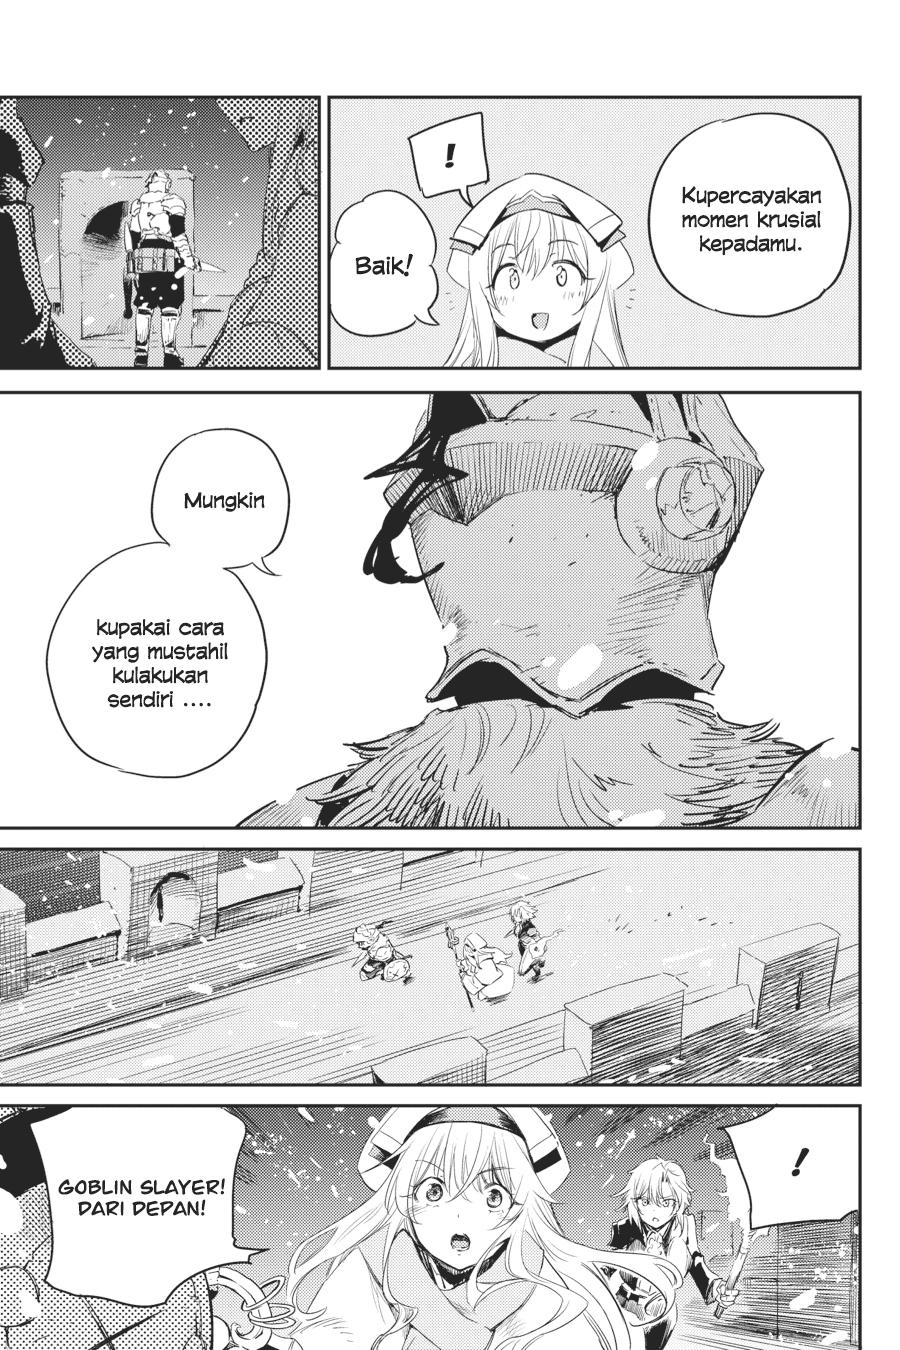 Kupercayakan
momen krusial
kepadamu.
!
Baik!
Mungkin
kupakai cara
yang mustahil
kulakukan
sendiri ....
!
GOBLIN SLAYER!
DARI DEPAN!